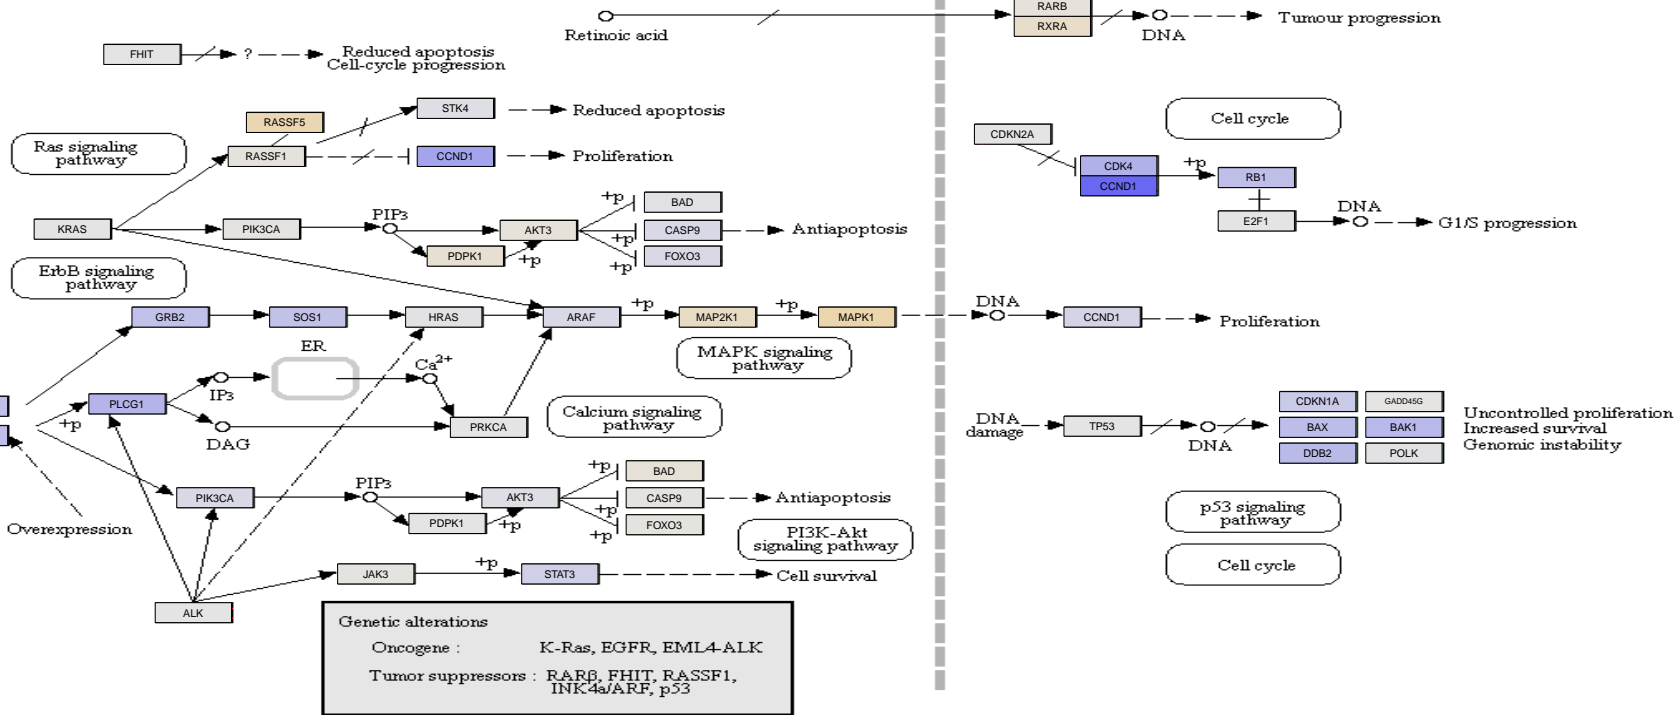 RARB
RXRA
Tumour progression
Retinoic acid
DNA
FHIT
?
Reduced apoptosis
Cell-cycle progression
STK4
Reduced apoptosis
RASSF5
Ras signaling
pathway
RASSF1
CCND1
Proliferation
CDKN2A
Cell cycle
CDK4
CCND1
+p
RB1
E2F1
DNA
G1/S progression
KRAS
PIK3CA
PIP3
AKT3
PDPK1
+p
+p
+p
+p
BAD
CASP9
FOXO3
Antiapoptosis
ErbB signaling
pathway
GRB2
SOS1
HRAS
ARAF
+p
MAP2K1
+p
MAPK1
DNA
CCND1
Proliferation
MAPK signaling
pathway
ER
Ca2+
IP3
PLCG1
+p
DAG
PRKCA
Calcium signaling
pathway
DNA
damage
TP53
DNA
CDKN1A
GADD45G
BAX
BAK1
DDB2
POLK
Uncontrolled proliferation
Increased survival
Genomic instability
Overexpression
PIK3CA
PIP3
AKT3
PDPK1
+p
+p
+p
+p
BAD
CASP9
FOXO3
Antiapoptosis
PI3K-Akt
signaling pathway
p53 signaling
pathway
Cell cycle
JAK3
+p
STAT3
Cell survival
ALK
Genetic alterations
Oncogene : K-Ras, EGFR, EML4-ALK
Tumor suppressors : RARβ, FHIT, RASSF1,
INK4a/ARF, p53